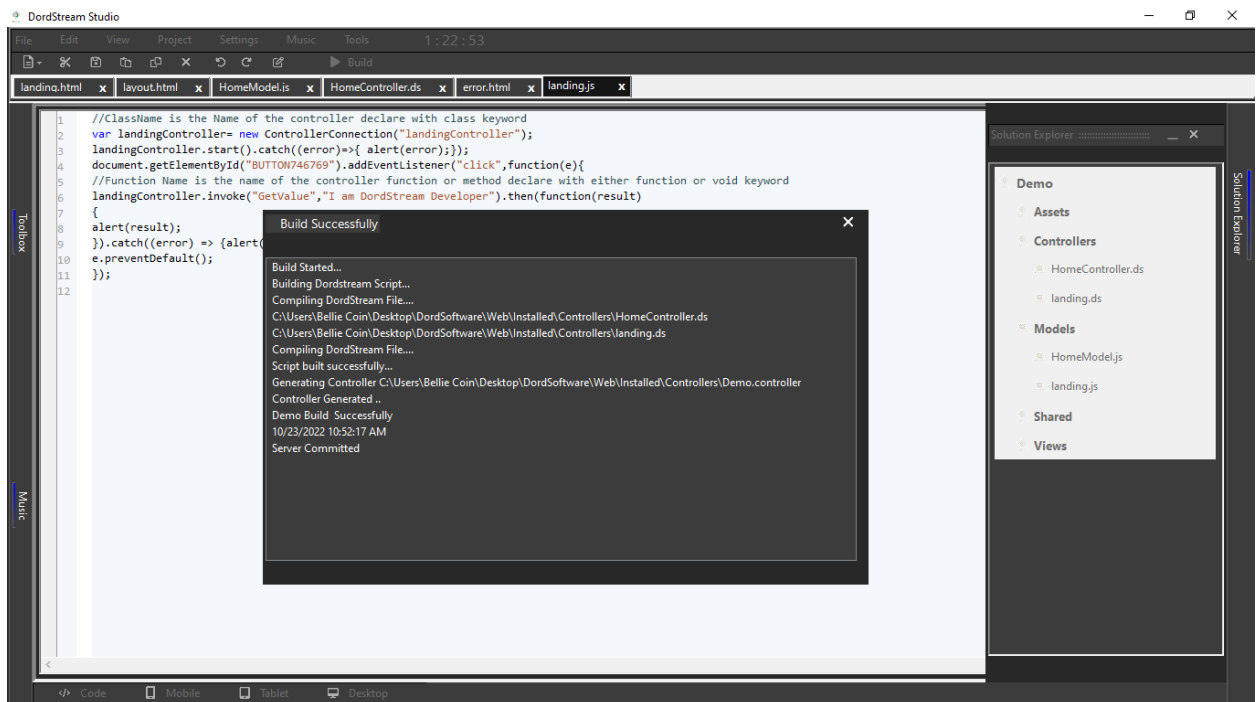 DordStream Studio
File Edit View Project Settings Music Tools 1:22:53
Build
landing.html x layout.html x HomeModel.js x HomeController.ds x error.html x landing.js x
1 //ClassName is the Name of the controller declare with class keyword
2 var landingController= new ControllerConnection("landingController");
3 landingController.start().catch((error)=>{ alert(error);});
4 document.getElementById("BUTTON746769").addEventListener("click",function(e){
5 //Function Name is the name of the controller function or method declare with either function or void keyword
6 landingController.invoke("GetValue","I am DordStream Developer").then(function(result)
7 {
8 alert(result);
9 }).catch((error) => {alert(
10 e.preventDefault();
11 });
12
Toolbox
Music
Build Successfully
Build Started...
Building Dordstream Script...
Compiling DordStream File....
C:\Users\Bellie Coin\Desktop\DordSoftware\Web\Installed\Controllers\HomeController.ds
C:\Users\Bellie Coin\Desktop\DordSoftware\Web\Installed\Controllers\landing.ds
Compiling DordStream File....
Script built successfully...
Generating Controller C:\Users\Bellie Coin\Desktop\DordSoftware\Web\Installed\Controllers\Demo.controller
Controller Generated ..
Demo Build  Successfully
10/23/2022 10:52:17 AM
Server Committed
Solution Explorer
Demo
Assets
Controllers
HomeController.ds
landing.ds
Models
HomeModel.js
landing.js
Shared
Views
Solution Explorer
</> Code Mobile Tablet Desktop